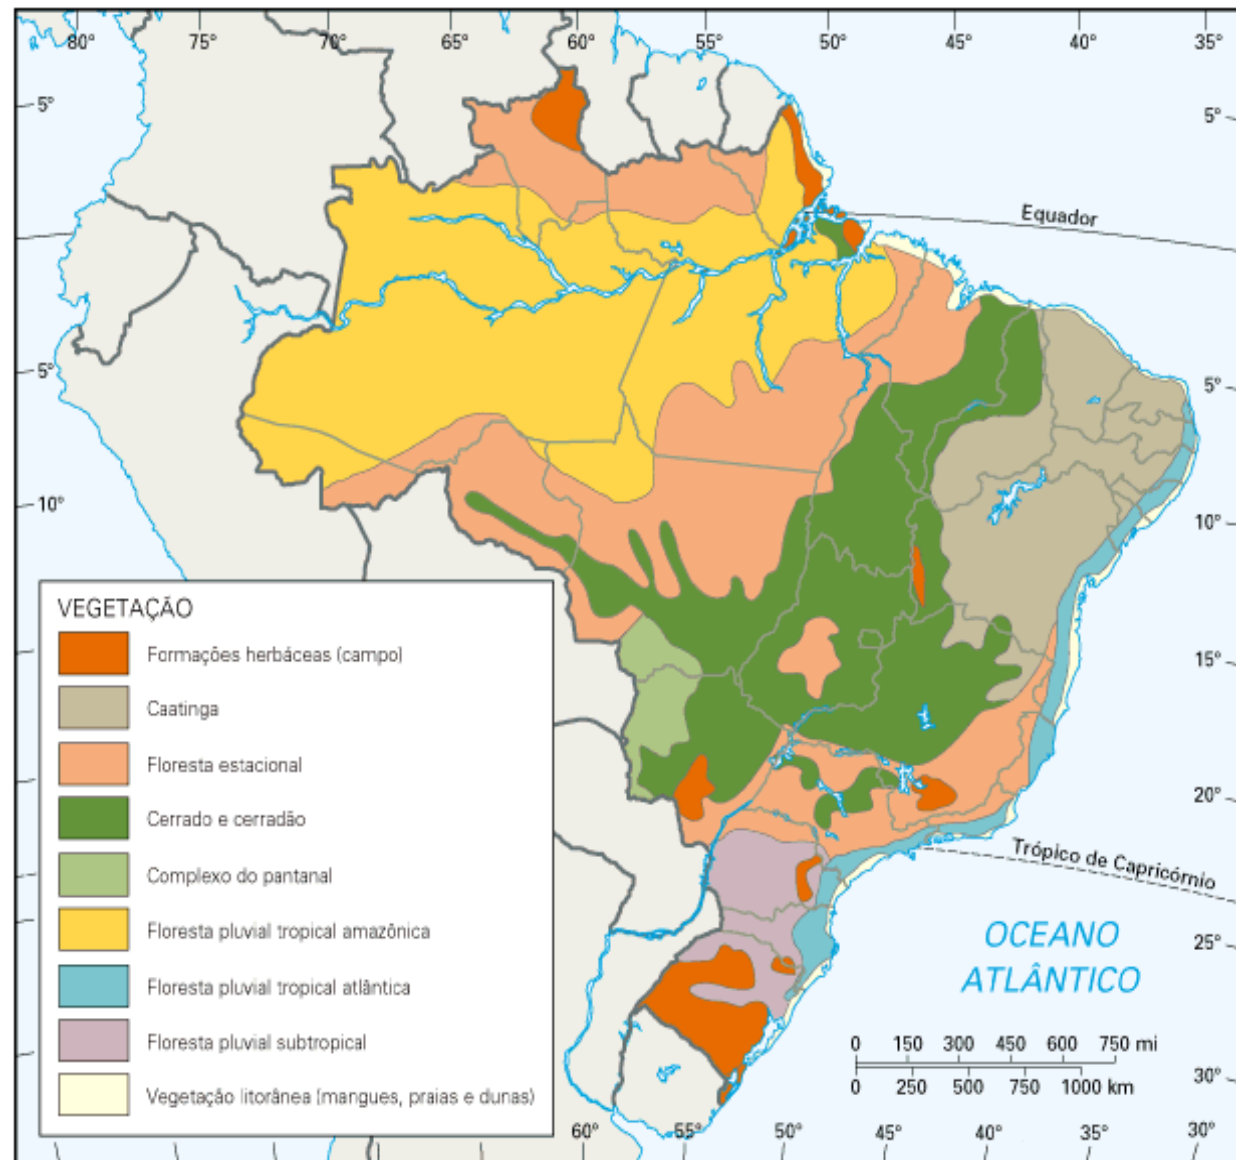 80° 75° 70° 65° 60° 55° 50° 45° 40° 35°
5° 5°
Equador
5° 5°
10° 10°
VEGETAÇÃO
Formações herbáceas (campo)
Caatinga
Floresta estacional
Cerrado e cerradão
Complexo do pantanal
Floresta pluvial tropical amazônica
Floresta pluvial tropical atlântica
Floresta pluvial subtropical
Vegetação litorânea (mangues, praias e dunas)
15°
20°
Trópico de Capricórnio
25°
OCEANO
ATLÂNTICO
0 150 300 450 600 750 mi
0 250 500 750 1000 km
30°
60° 55° 50° 45° 40° 35° 30°